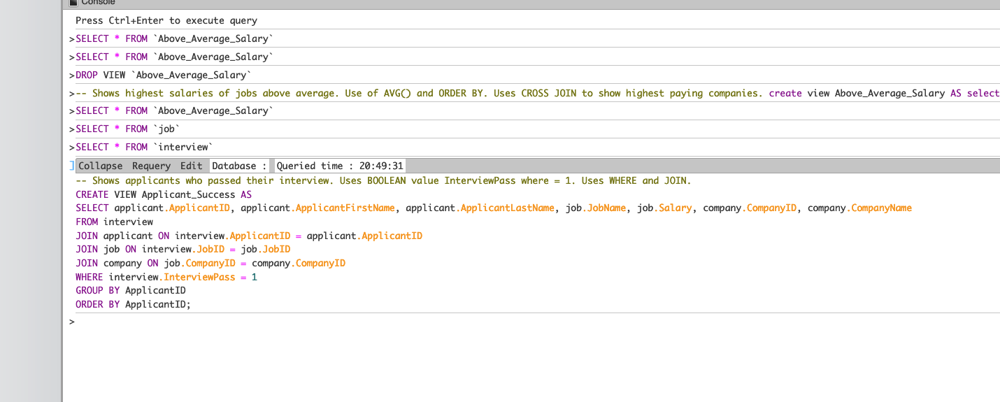 Console
Press Ctrl+Enter to execute query
>SELECT * FROM `Above_Average_Salary`
>SELECT * FROM `Above_Average_Salary`
>DROP VIEW `Above_Average_Salary`
>-- Shows highest salaries of jobs above average. Use of AVG() and ORDER BY. Uses CROSS JOIN to show highest paying companies. create view Above_Average_Salary AS select
>SELECT * FROM `Above_Average_Salary`
>SELECT * FROM `job`
>SELECT * FROM `interview`
Collapse Requery Edit Database : Queried time : 20:49:31
-- Shows applicants who passed their interview. Uses BOOLEAN value InterviewPass where = 1. Uses WHERE and JOIN.
CREATE VIEW Applicant_Success AS
SELECT applicant.ApplicantID, applicant.ApplicantFirstName, applicant.ApplicantLastName, job.JobName, job.Salary, company.CompanyID, company.CompanyName
FROM interview
JOIN applicant ON interview.ApplicantID = applicant.ApplicantID
JOIN job ON interview.JobID = job.JobID
JOIN company ON job.CompanyID = company.CompanyID
WHERE interview.InterviewPass = 1
GROUP BY ApplicantID
ORDER BY ApplicantID;
>